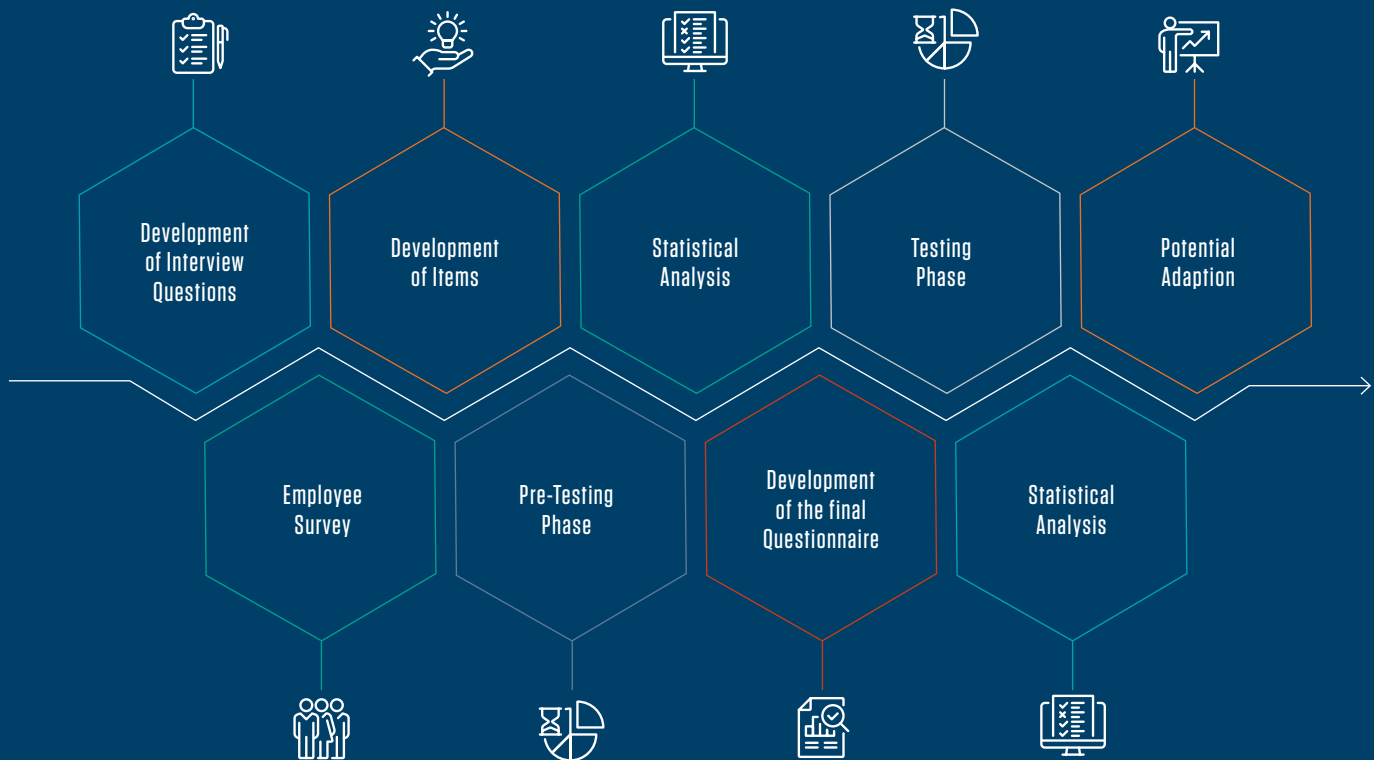 Development
of Interview
Questions
Development
of Items
Statistical
Analysis
Testing
Phase
Potential
Adaption
Employee
Survey
Pre-Testing
Phase
Development
of the final
Questionnaire
Statistical
Analysis